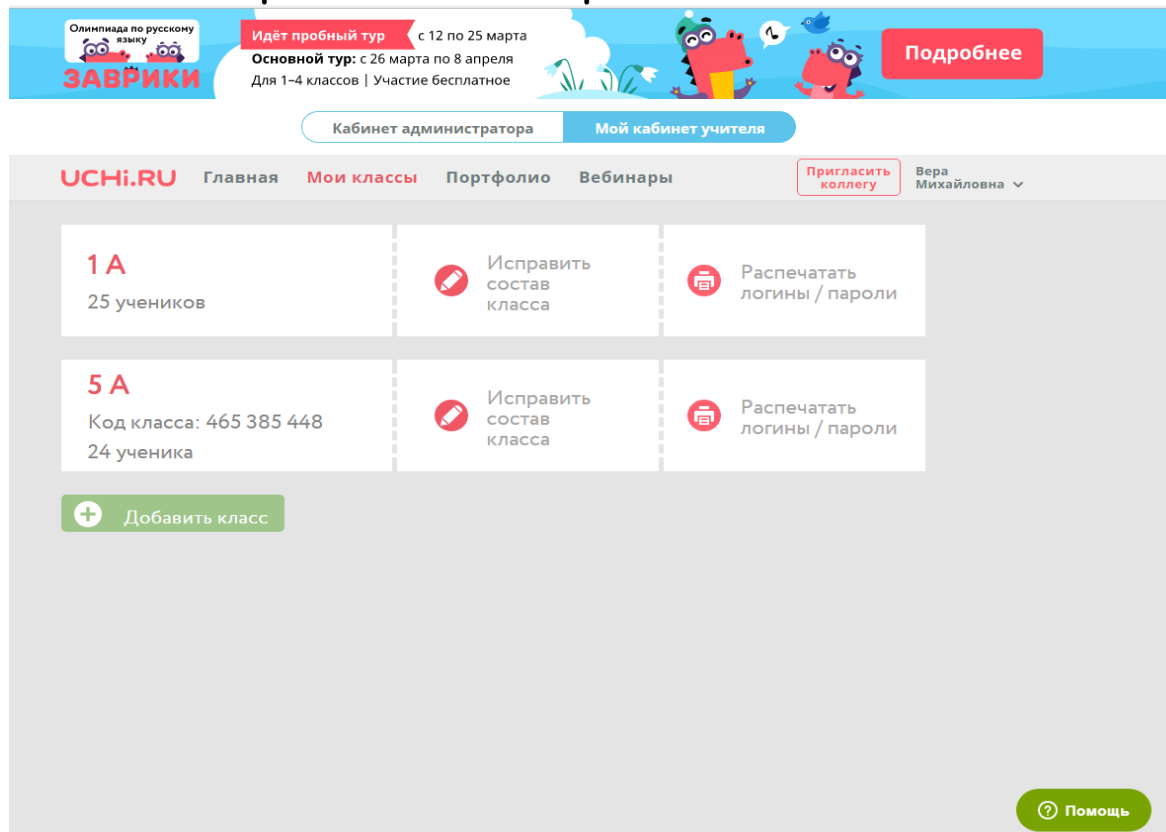 Олимпиада по русскому
языку
ЗАВРИКИ
Идёт пробный тур с 12 по 25 марта
Основной тур: с 26 марта по 8 апреля
Для 1–4 классов | Участие бесплатное
Подробнее
Кабинет администратора Мой кабинет учителя
UCHi.RU Главная Мои классы Портфолио Вебинары
Пригласить
коллегу
Вера
Михайловна
1 А
25 учеников
Исправить
состав
класса
Распечатать
логины / пароли
5 А
Код класса: 465 385 448
24 ученика
Исправить
состав
класса
Распечатать
логины / пароли
Добавить класс
Помощь